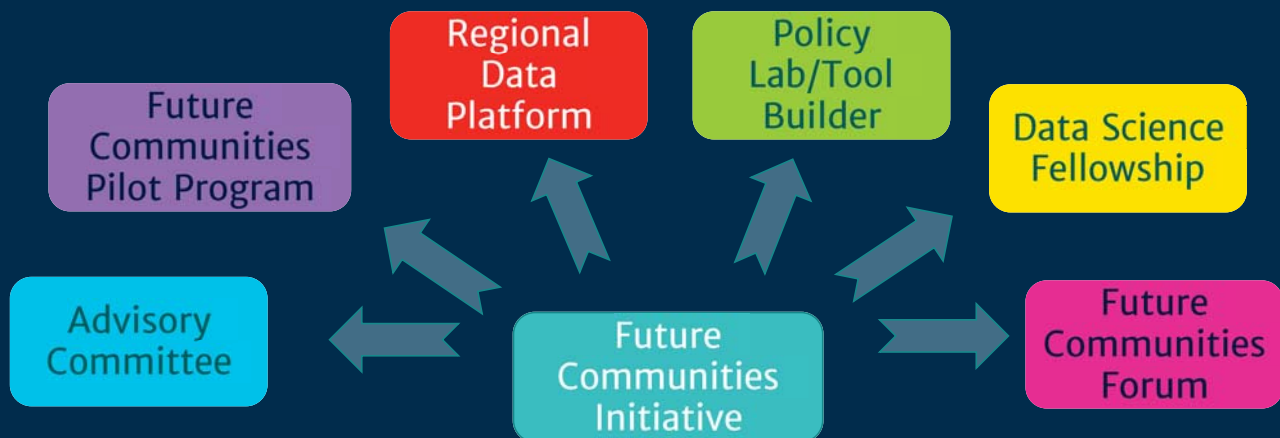 Regional
Data
Platform
Policy
Lab/Tool
Builder
Future
Communities
Pilot Program
Data Science
Fellowship
Advisory
Committee
Future
Communities
Initiative
Future
Communities
Forum